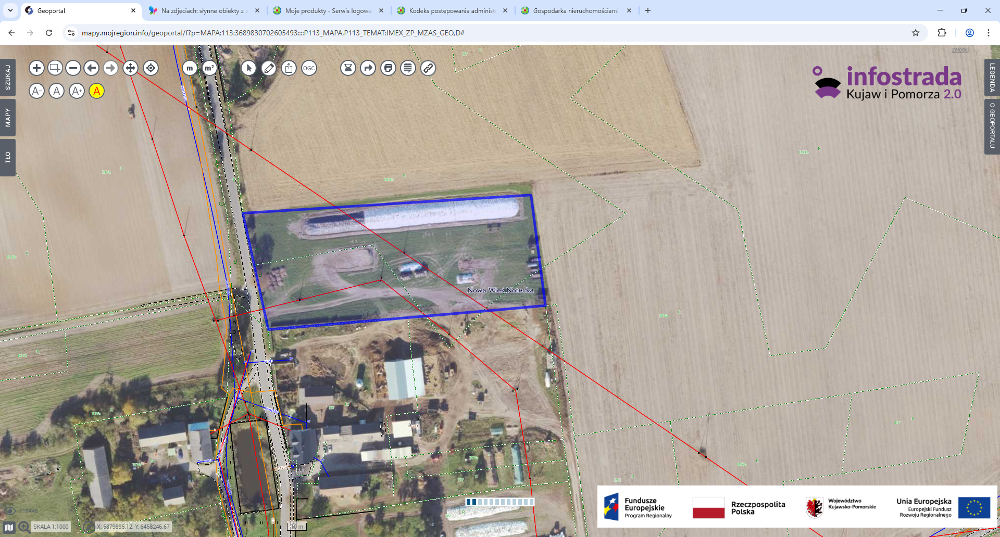 Geoportal
Na zdjęciach: słynne obiekty z c
Moje produkty - Serwis logowa
Kodeks postępowania administ
Gospodarka nieruchomościami
mapy.mojregion.info/geoportal/f?p=MAPA:113:3689830702605493::::P113_MAPA,P113_TEMAT:IMEX_ZP_MZAS_GEO,D#
Zaloguj
SZUKAJ
MAPY
TŁO
m
m²
OGC
A-
A
A+
A
infostrada
Kujaw i Pomorza 2.0
LEGENDA
O GEOPORTALU
Nowa Wieś Notecka
118448
SKALA 1:1000
X: 5879895.12 Y: 6458246.67
10 m
Fundusze
Europejskie
Program Regionalny
Rzeczpospolita
Polska
Województwo
Kujawsko-Pomorskie
Unia Europejska
Europejski Fundusz
Rozwoju Regionalnego